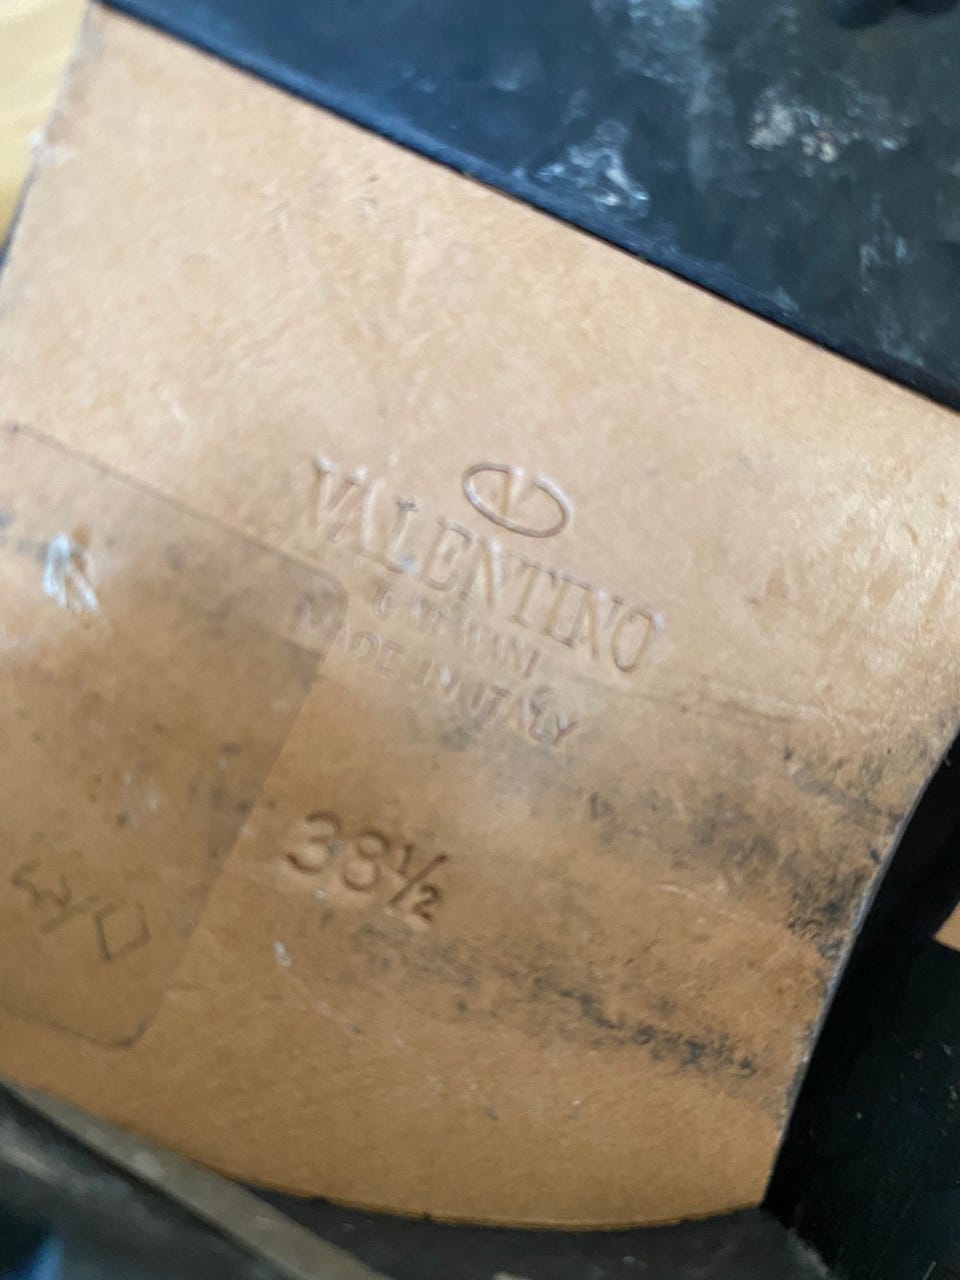 V
VALENTINO
GARAVANI
MADE IN ITALY
38½